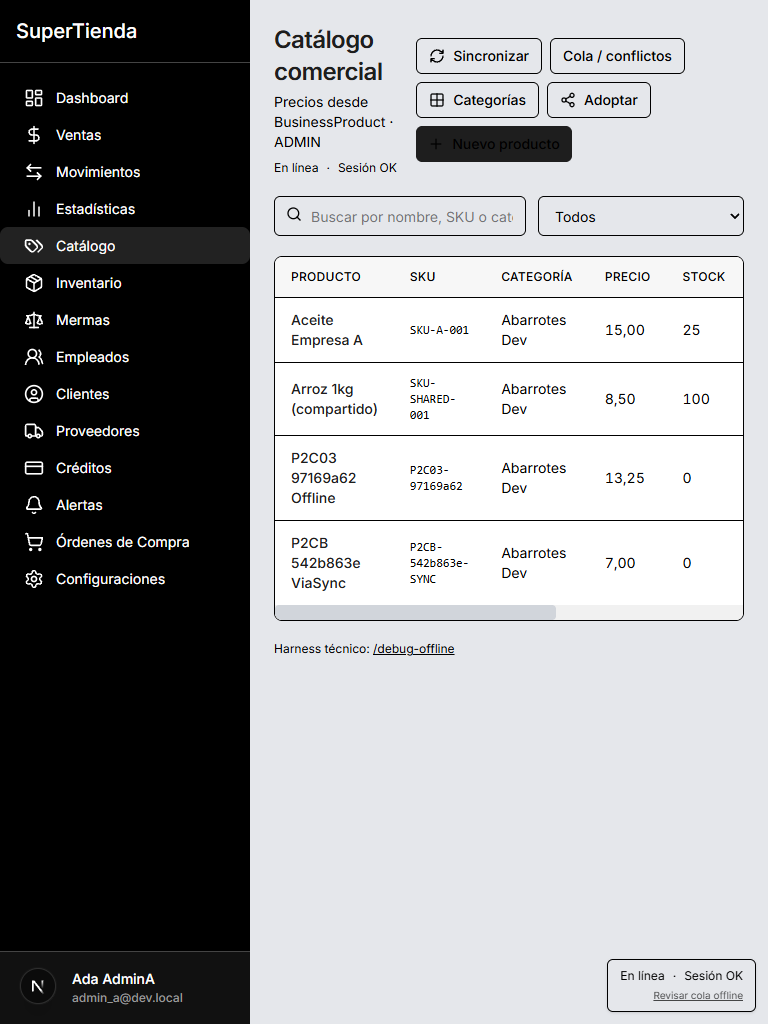 SuperTienda
Dashboard
Ventas
Movimientos
Estadísticas
Catálogo
Inventario
Mermas
Empleados
Clientes
Proveedores
Créditos
Alertas
Órdenes de Compra
Configuraciones
N
Ada AdminA
admin_a@dev.local
Catálogo
comercial
Precios desde
BusinessProduct ·
ADMIN
En línea · Sesión OK
Sincronizar
Cola / conflictos
Categorías
Adoptar
Nuevo producto
Buscar por nombre, SKU o cate
Todos
PRODUCTO SKU CATEGORÍA PRECIO STOCK
Aceite
Empresa A
SKU-A-001
Abarrotes
Dev
15,00
25
Arroz 1kg
(compartido)
SKU-
SHARED-
001
Abarrotes
Dev
8,50
100
P2C03
97169a62
Offline
P2C03-
97169a62
Abarrotes
Dev
13,25
0
P2CB
542b863e
ViaSync
P2CB-
542b863e-
SYNC
Abarrotes
Dev
7,00
0
Harness técnico: /debug-offline
En línea · Sesión OK
Revisar cola offline